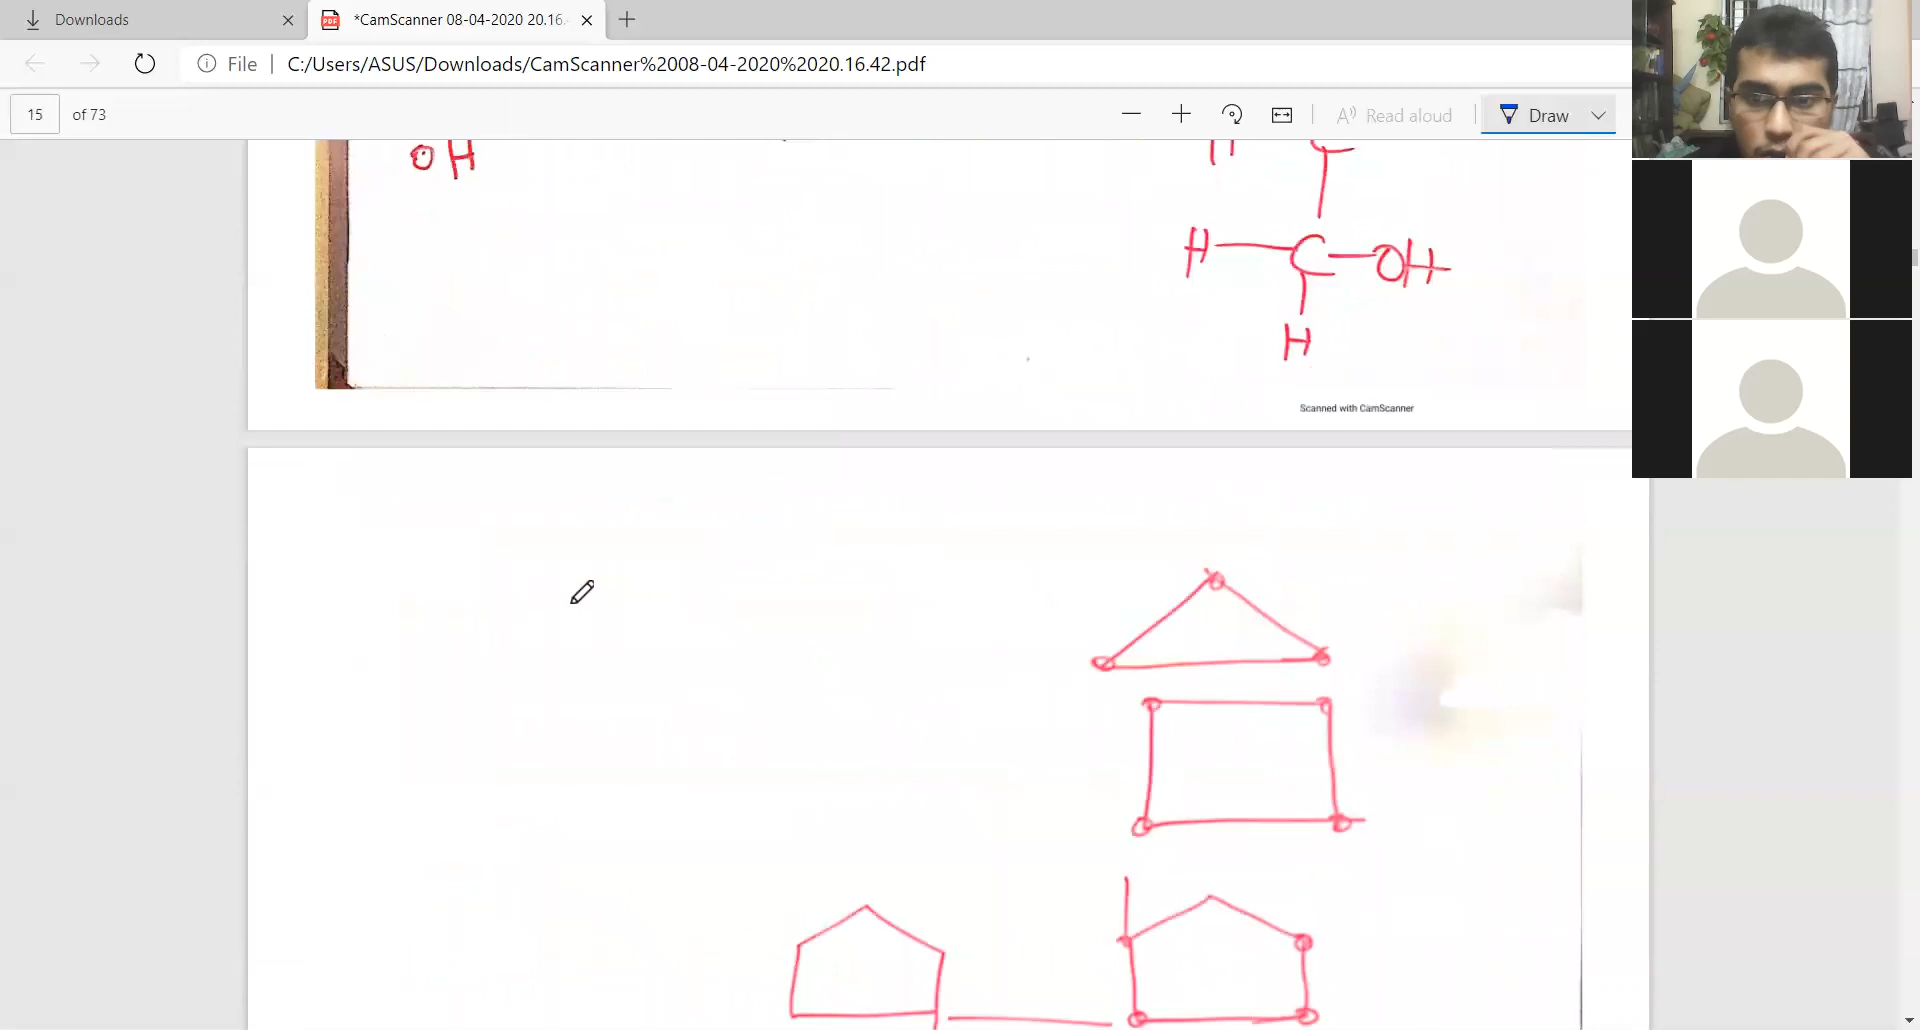 Downloads
*CamScanner 08-04-2020 20.16.
File
C:/Users/ASUS/Downloads/CamScanner%2008-04-2020%2020.16.42.pdf
15 of 73
Read aloud
Draw
OH
H C OH
H
Scanned with CamScanner